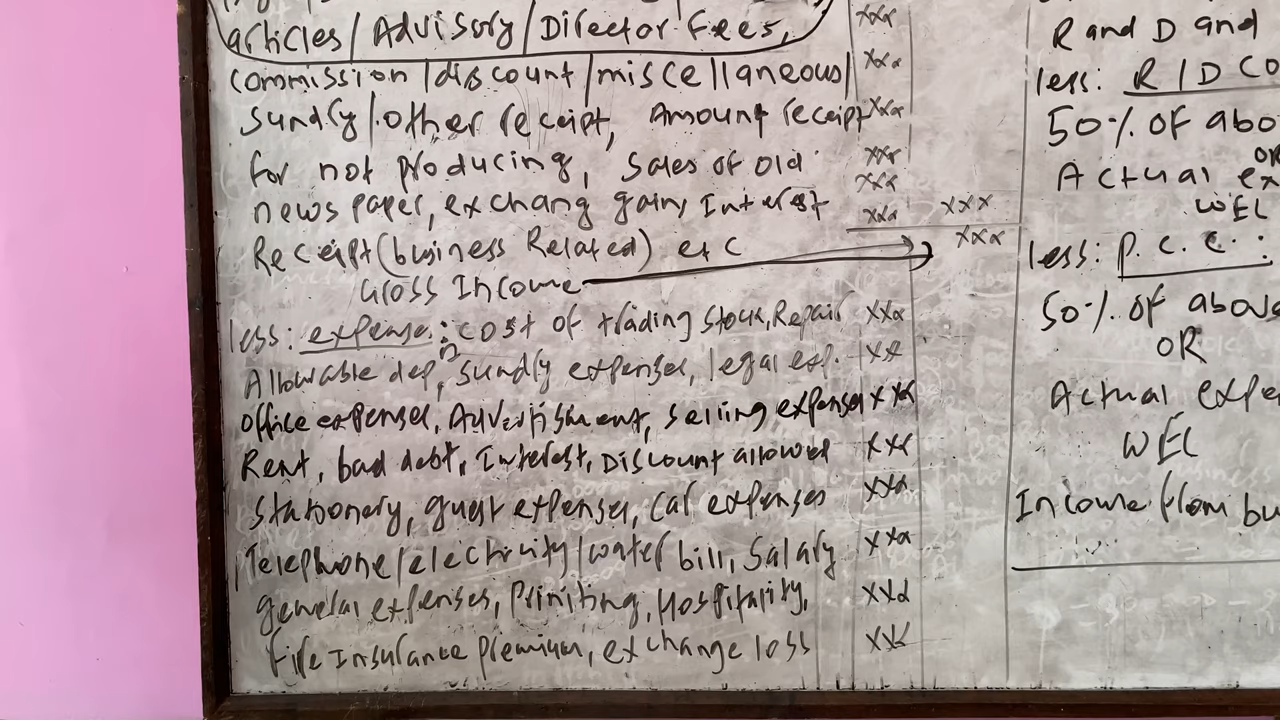 articles/Advisory/Director Fees, xxx
commission/discount/miscellaneous/ xxx
sundry/other receipt, Amount receipt xxx
for not producing, sales of old xxx
xxx
news paper, exchang gain, Interest xxx xxx
Receipt (business Related) etc xxx
Gross Income
less: expense: cost of trading stock, Repair xxx
Allowable dep, sundry expenses, legal exp. xxx
office expenses, Advertisment, selling expenses xxx
Rent, bad debt, Interest, Discount allowed xxx
stationery, guest expenses, car expenses xxx
Telephone/electricity/water bill, Salary xxx
general expenses, Priniting, Hospitality, xxx
Fire Insurance premium, exchange loss xxx
R and D and
less: R/D Co
50% of abo
OR
Actual ex
WEL
less: P.C.C.:
50% of above
OR
Actual expe
WEL
Income from bu